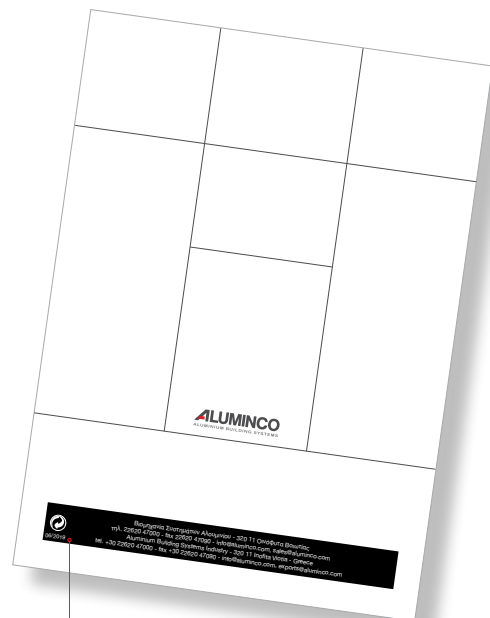 ALUMINCO
ALUMINIUM BUILDING SYSTEMS
06/2019
Βιομηχανία Συστημάτων Αλουμινίου - 320 11 Οινόφυτα Βοιωτίας
τηλ. 22620 47000 - fax 22620 47090 - info@aluminco.com, sales@aluminco.com
Aluminium Building Systems Industry - 320 11 Inofita Viotia - Greece
tel. +30 22620 47000 - fax +30 22620 47090 - info@aluminco.com, exports@aluminco.com